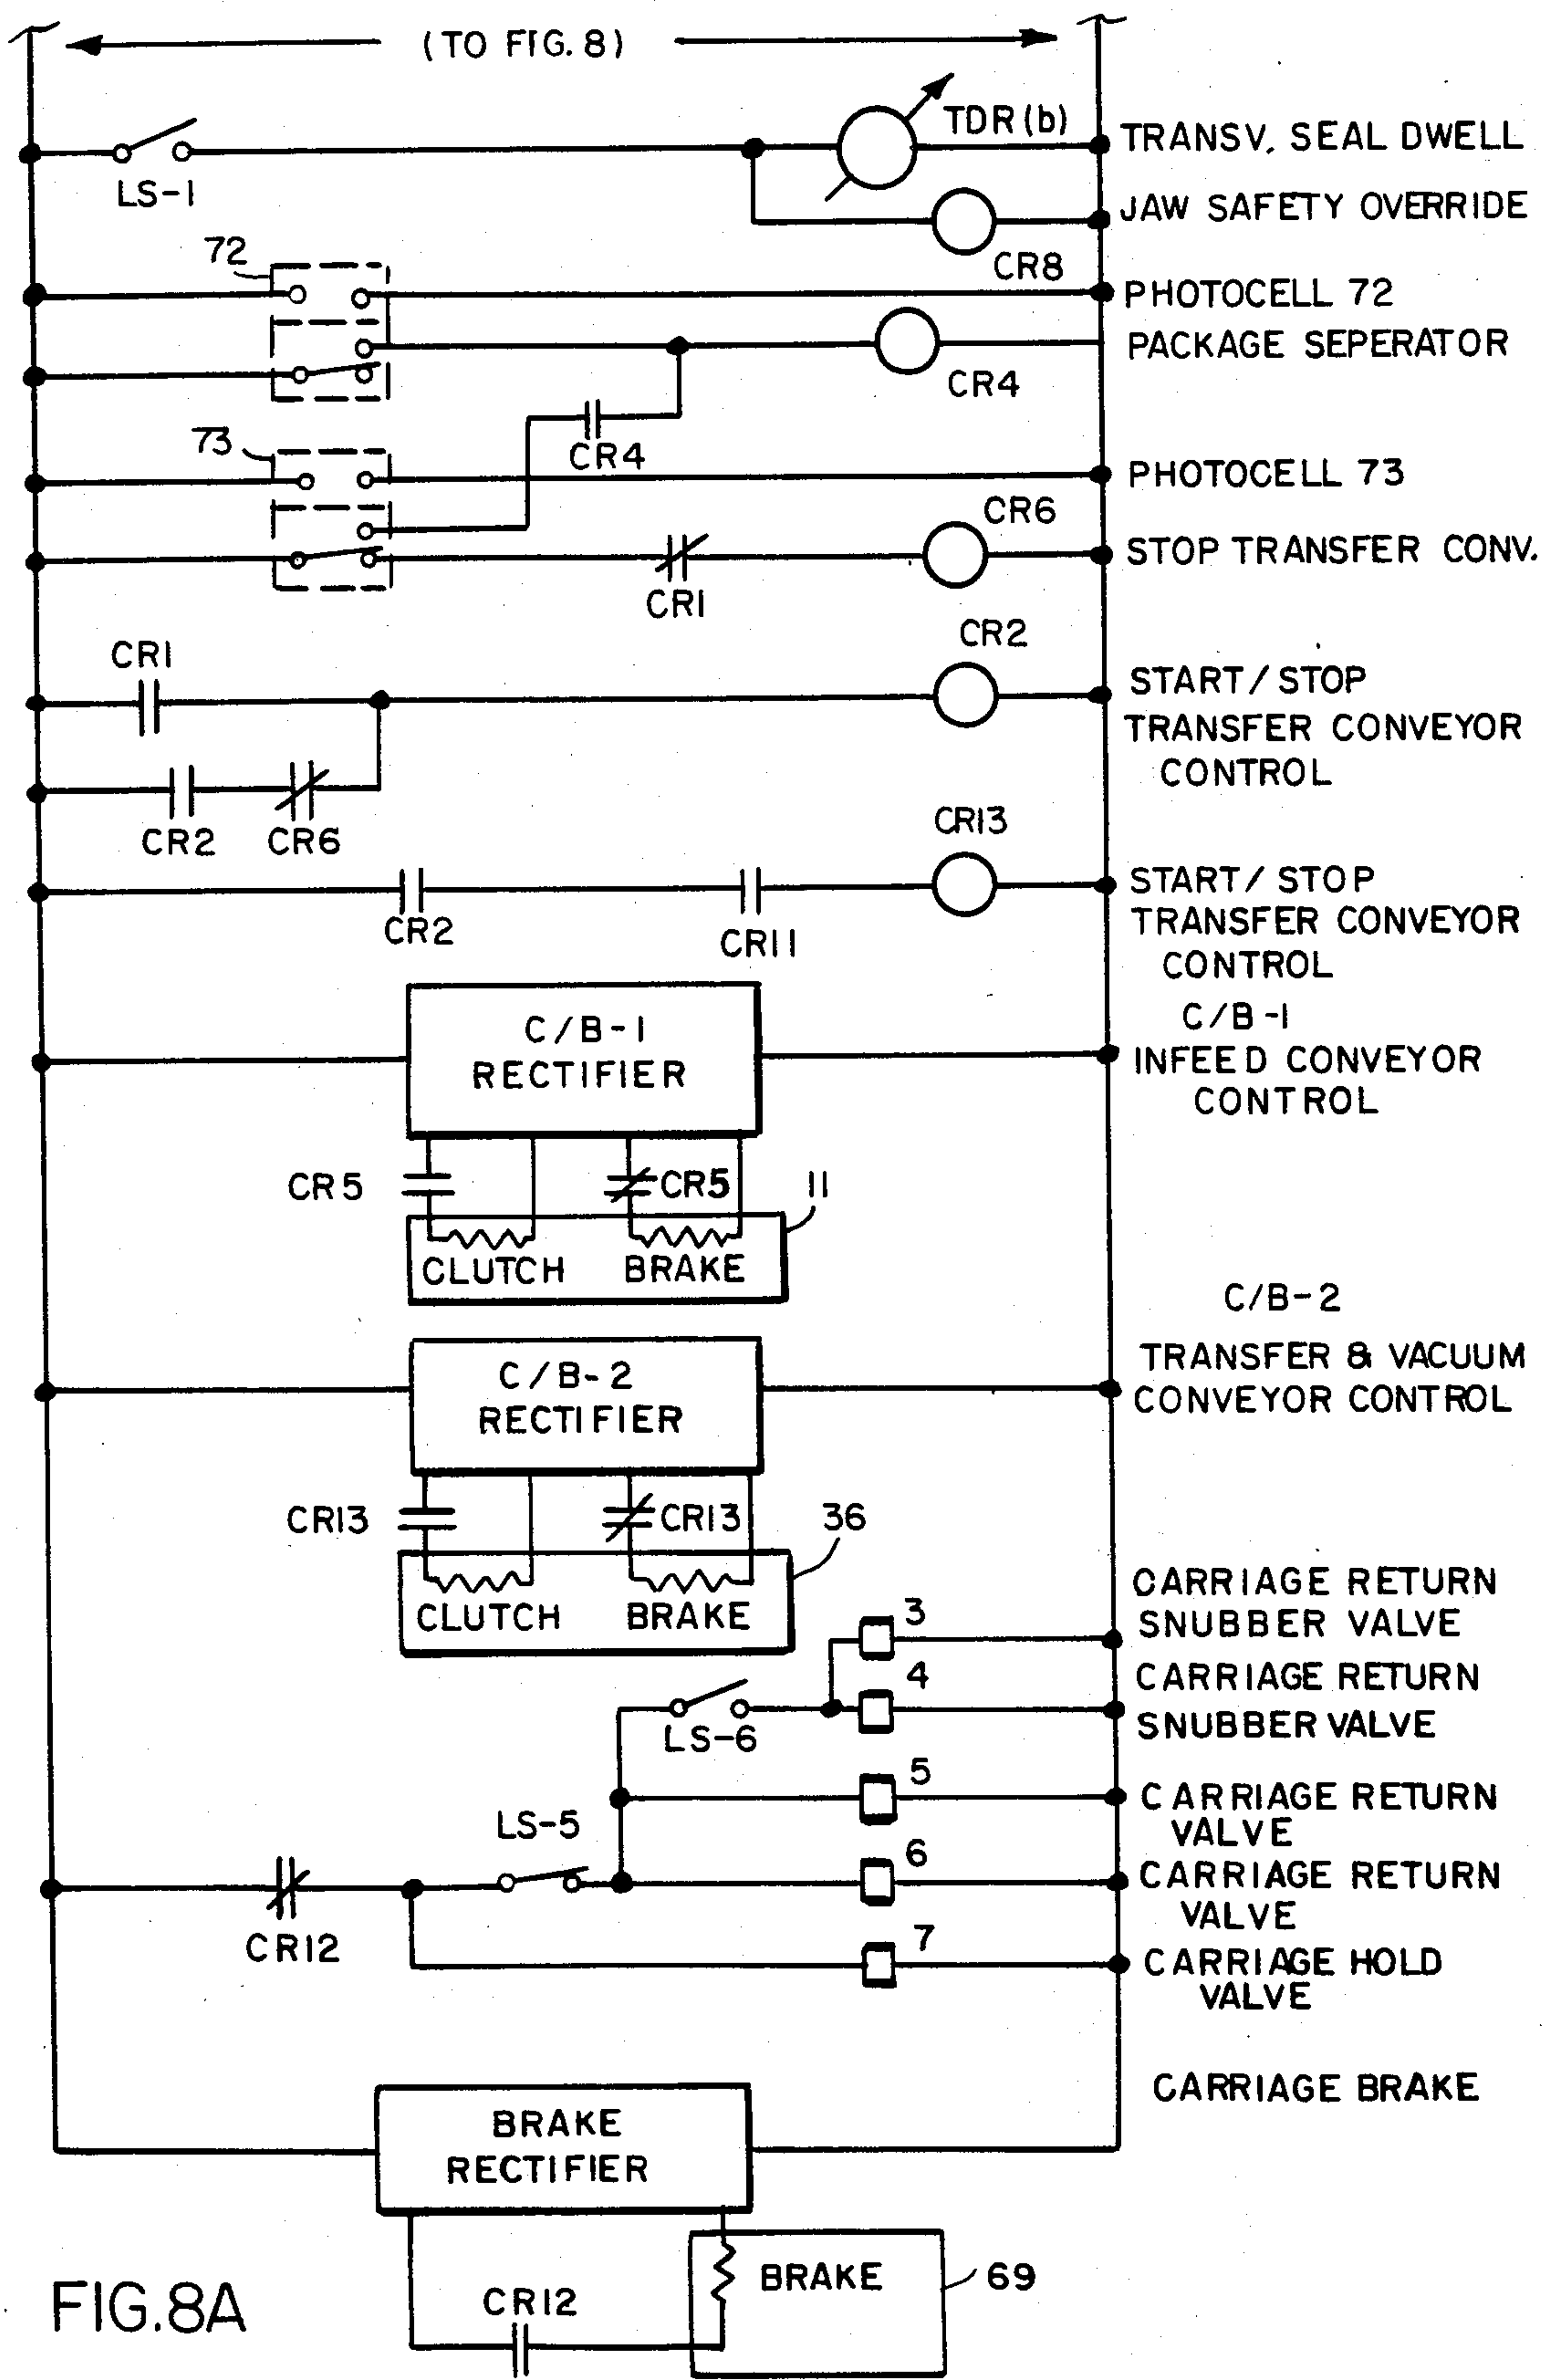 (TO FIG. 8)
TDR(b)
TRANSV. SEAL DWELL
LS-1
JAW SAFETY OVERRIDE
72
CR8
PHOTOCELL 72
PACKAGE SEPERATOR
CR4
CR4
73
PHOTOCELL 73
CR6
STOP TRANSFER CONV.
CR1
CR2
CR1
START/STOP
TRANSFER CONVEYOR
CONTROL
CR2
CR6
CR13
START/STOP
TRANSFER CONVEYOR
CONTROL
CR2
CR11
C/B-1
RECTIFIER
C/B-1
INFEED CONVEYOR
CONTROL
CR5
CR5
11
CLUTCH
BRAKE
C/B-2
TRANSFER & VACUUM
CONVEYOR CONTROL
C/B-2
RECTIFIER
CR13
CR13
36
CLUTCH
BRAKE
CARRIAGE RETURN
SNUBBER VALVE
3
CARRIAGE RETURN
SNUBBER VALVE
4
LS-6
5
CARRIAGE RETURN
VALVE
LS-5
6
CARRIAGE RETURN
VALVE
CR12
7
CARRIAGE HOLD
VALVE
CARRIAGE BRAKE
BRAKE
RECTIFIER
BRAKE
69
CR12
FIG.8A